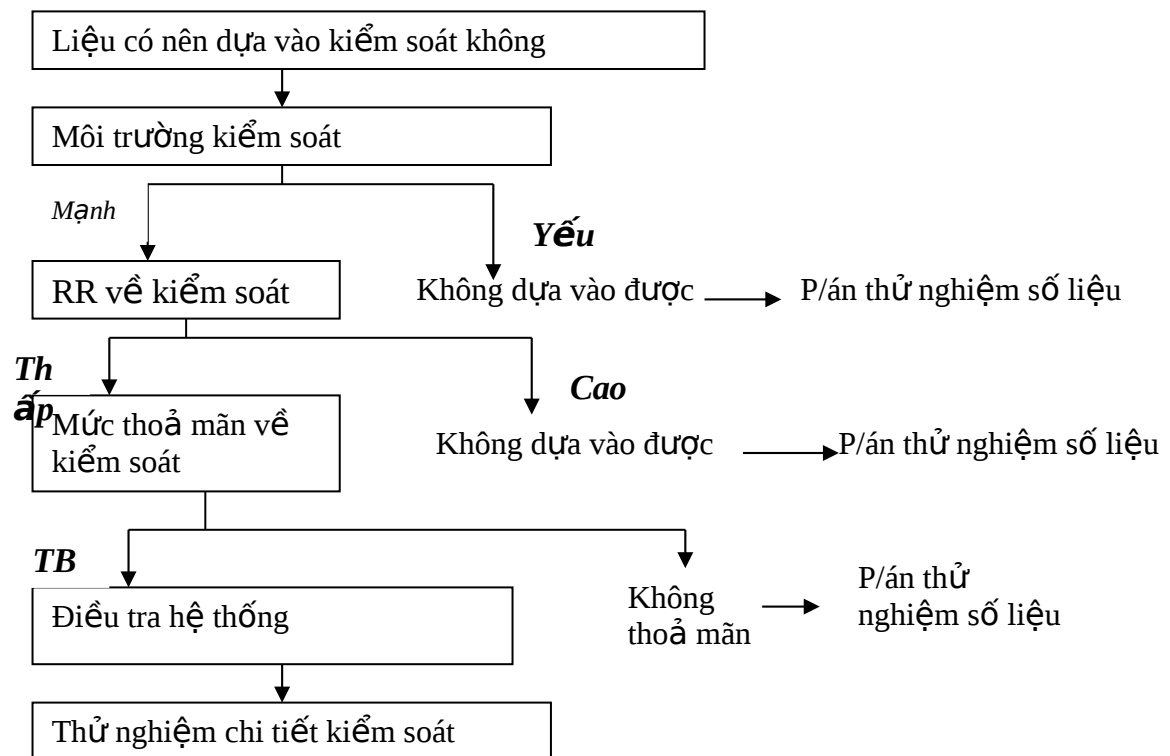 Liệu có nên dựa vào kiểm soát không
Môi trường kiểm soát
Mạnh
Yếu
RR về kiểm soát
Không dựa vào được
P/án thử nghiệm số liệu
Th
ấp
Cao
Mức thoả mãn về
kiểm soát
Không dựa vào được
P/án thử nghiệm số liệu
TB
Điều tra hệ thống
Không
thoả mãn
P/án thử
nghiệm số liệu
Thử nghiệm chi tiết kiểm soát